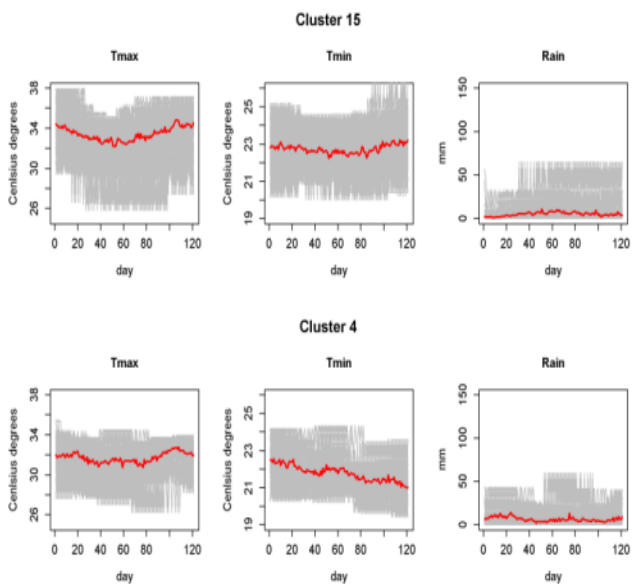 Cluster 15
Tmax
Tmin
Rain
Cenlsius degrees
26 30 34 38
0 20 40 60 80 120
day
Cenlsius degrees
19 21 23 25
0 20 40 60 80 120
day
mm
0 50 100 150
0 20 40 60 80 120
day
Cluster 4
Tmax
Tmin
Rain
Cenlsius degrees
26 30 34 38
0 20 40 60 80 120
day
Cenlsius degrees
19 21 23 25
0 20 40 60 80 120
day
mm
0 50 100 150
0 20 40 60 80 120
day